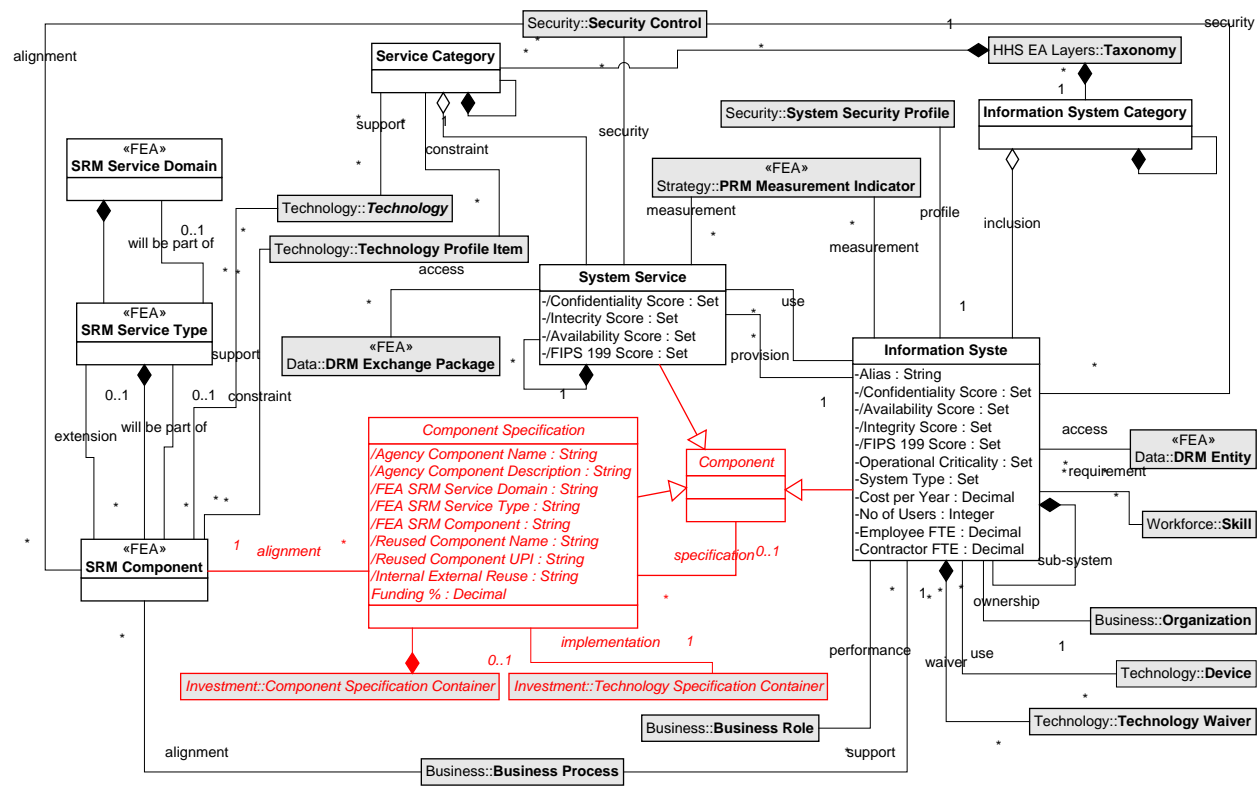 Security::Security Control
1
security
alignment
Service Category
*
*
*
*
HHS EA Layers::Taxonomy
*
1
Information System Category
Security::System Security Profile
*
support
*
1
constraint
security
«FEA»
SRM Service Domain
«FEA»
Strategy::PRM Measurement Indicator
measurement
profile
inclusion
*
*
*
Technology::Technology
0..1
will be part of
*
*
measurement
Technology::Technology Profile Item
access
* *
System Service
-/Confidentiality Score : Set
-/Intecrity Score : Set
-/Availability Score : Set
-/FIPS 199 Score : Set
use
*
*
provision
*
*
1
1
1
«FEA»
SRM Service Type
«FEA»
Data::DRM Exchange Package
support
0..1
0..1
constraint
extension
will be part of
Information Syste
-Alias : String
-/Confidentiality Score : Set
-/Availability Score : Set
-/Integrity Score : Set
-/FIPS 199 Score : Set
-Operational Criticality : Set
-System Type : Set
-Cost per Year : Decimal
-No of Users : Integer
-Employee FTE : Decimal
-Contractor FTE : Decimal
*
1
access
«FEA»
Data::DRM Entity
*
*
*
requirement
*
Workforce::Skill
sub-system
Component Specification
/Agency Component Name : String
/Agency Component Description : String
/FEA SRM Service Domain : String
/FEA SRM Service Type : String
/FEA SRM Component : String
/Reused Component Name : String
/Reused Component UPI : String
/Internal External Reuse : String
Funding % : Decimal
Component
specification
0..1
*
* * * * *
«FEA»
SRM Component
1
alignment
*
*
*
implementation
1
0..1
Investment::Component Specification Container
Investment::Technology Specification Container
*
*
1
*
*
*
*
ownership
Business::Organization
performance
waiver
use
1
Technology::Device
*
Technology::Technology Waiver
*
Business::Business Role
*
*
support
alignment
Business::Business Process